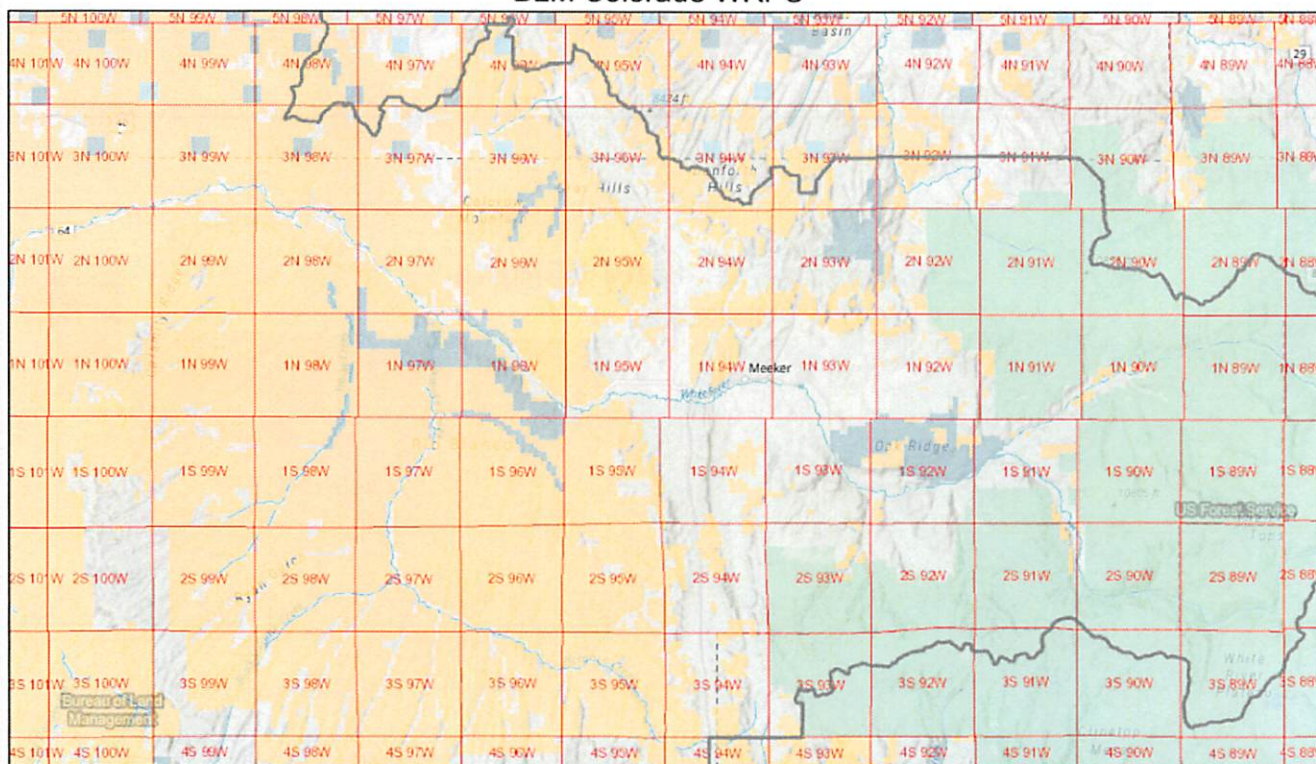 5N 100W 5N 99W 5N 98W 5N 97W 5N 96W 5N 95W 5N 94W 5N 93W 5N 92W 5N 91W 5N 90W 5N 89W
Basin
29
4N 101W 4N 100W 4N 99W 4N 98W 4N 97W 4N 95W 4N 94W 4N 93W 4N 92W 4N 91W 4N 90W 4N 89W
3N 101W 3N 100W 3N 99W 3N 98W 3N 97W 3N 96W 3N 95W 3N 94W 3N 93W 3N 92W 3N 91W 3N 90W 3N 89W
Hills
Hills
64
2N 101W 2N 100W 2N 99W 2N 98W 2N 97W 2N 96W 2N 95W 2N 94W 2N 93W 2N 92W 2N 91W 2N 90W 2N 89W
1N 101W 1N 100W 1N 99W 1N 98W 1N 97W 1N 96W 1N 95W 1N 94W Meeker 1N 93W 1N 92W 1N 91W 1N 90W 1N 89W
Oak Ridge
1S 100W 1S 99W 1S 98W 1S 97W 1S 96W 1S 95W 1S 94W 1S 93W 1S 92W 1S 91W 1S 90W 1S 89W
US Forest Service
Tops
2S 101W 2S 100W 2S 99W 2S 98W 2S 97W 2S 96W 2S 95W 2S 94W 2S 93W 2S 92W 2S 91W 2S 90W 2S 89W
White
3S 101W 3S 100W 3S 99W 3S 98W 3S 97W 3S 96W 3S 95W 3S 94W 3S 93W 3S 92W 3S 91W 3S 90W 3S 89W
Bureau of Land
Management
4S 101W 4S 100W 4S 99W 4S 98W 4S 97W 4S 96W 4S 95W 4S 94W 4S 93W 4S 92W 4S 91W 4S 90W 4S 89W